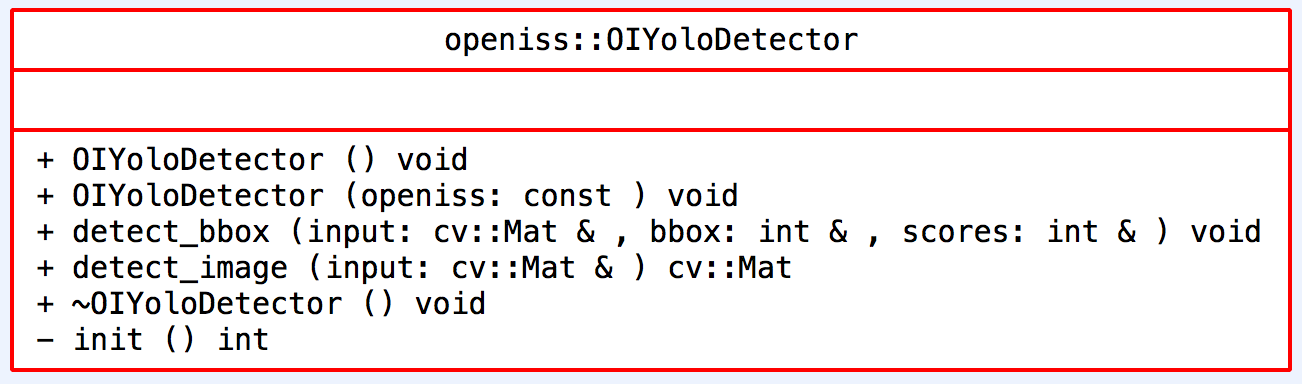 openiss::OIYoloDetector
+ OIYoloDetector () void
+ OIYoloDetector (openiss: const ) void
+ detect_bbox (input: cv::Mat & , bbox: int & , scores: int & ) void
+ detect_image (input: cv::Mat & ) cv::Mat
+ ~OIYoloDetector () void
- init () int